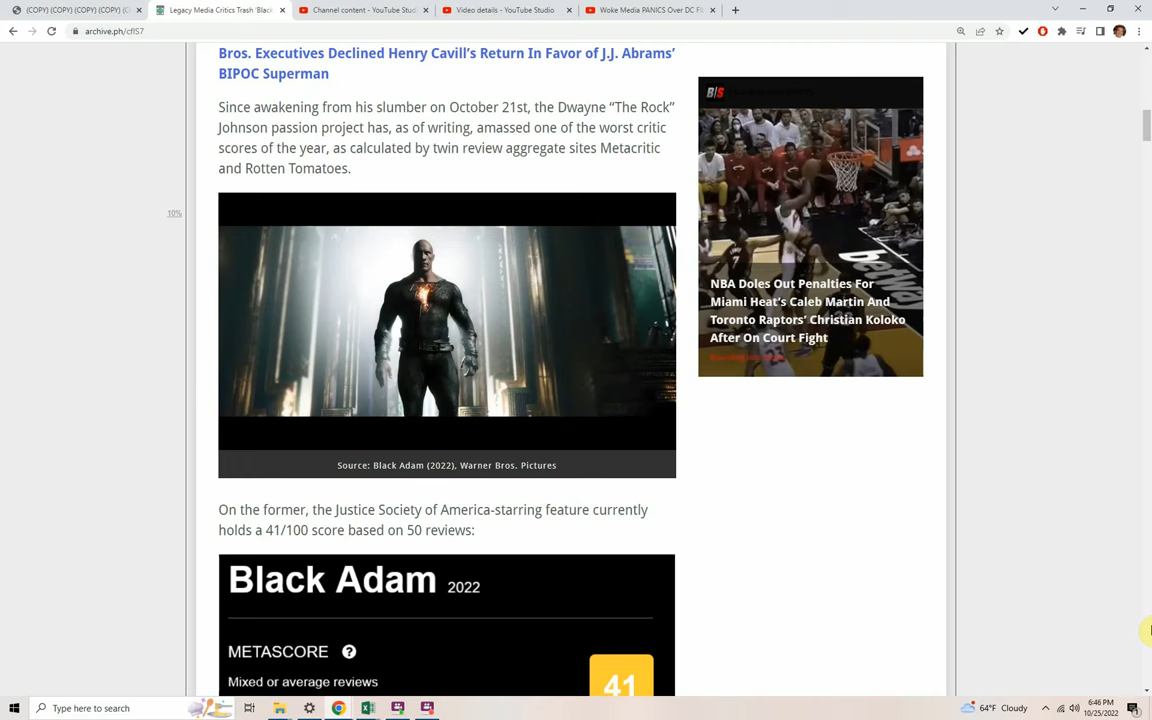 (COPY) (COPY) (COPY) (COPY) (C
Legacy Media Critics Trash 'Black
Channel content - YouTube Studio
Video details - YouTube Studio
Woke Media PANICS Over DC FI
archive.ph/cfIS7
Bros. Executives Declined Henry Cavill's Return In Favor of J.J. Abrams'
BIPOC Superman
Since awakening from his slumber on October 21st, the Dwayne “The Rock”
Johnson passion project has, as of writing, amassed one of the worst critic
scores of the year, as calculated by twin review aggregate sites Metacritic
and Rotten Tomatoes.
10%
Source: Black Adam (2022), Warner Bros. Pictures
On the former, the Justice Society of America-starring feature currently
holds a 41/100 score based on 50 reviews:
Black Adam 2022
METASCORE ?
Mixed or average reviews
41
B|S
NBA Doles Out Penalties For
Miami Heat's Caleb Martin And
Toronto Raptors' Christian Koloko
After On Court Fight
Type here to search
64°F Cloudy
6:46 PM
10/25/2022